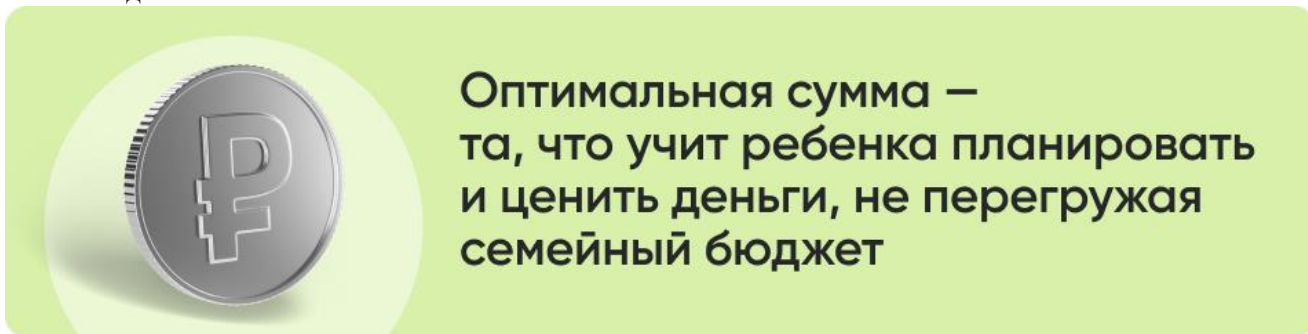 Оптимальная сумма —
та, что учит ребенка планировать
и ценить деньги, не перегружая
семейный бюджет